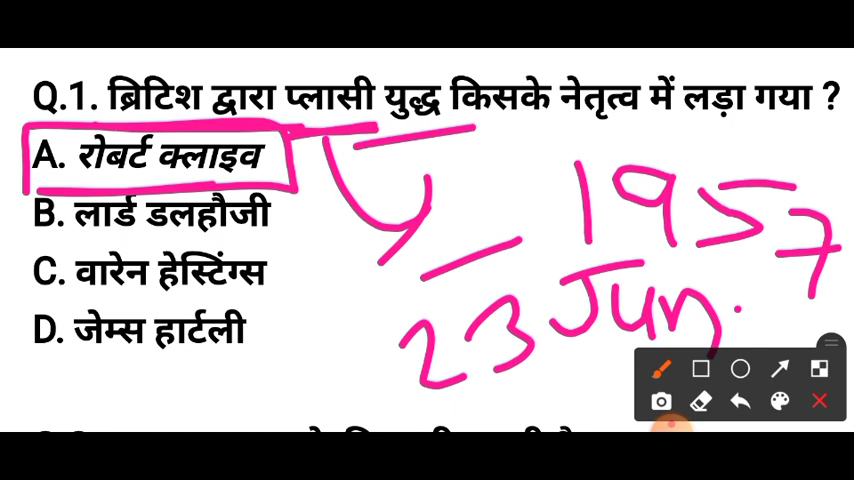 Q.1. ब्रिटिश द्वारा प्लासी युद्ध किसके नेतृत्व में लड़ा गया ?
A. रोबर्ट क्लाइव
B. लार्ड डलहौजी
C. वारेन हेस्टिंग्स
D. जेम्स हार्टली
1957
23 Jun.